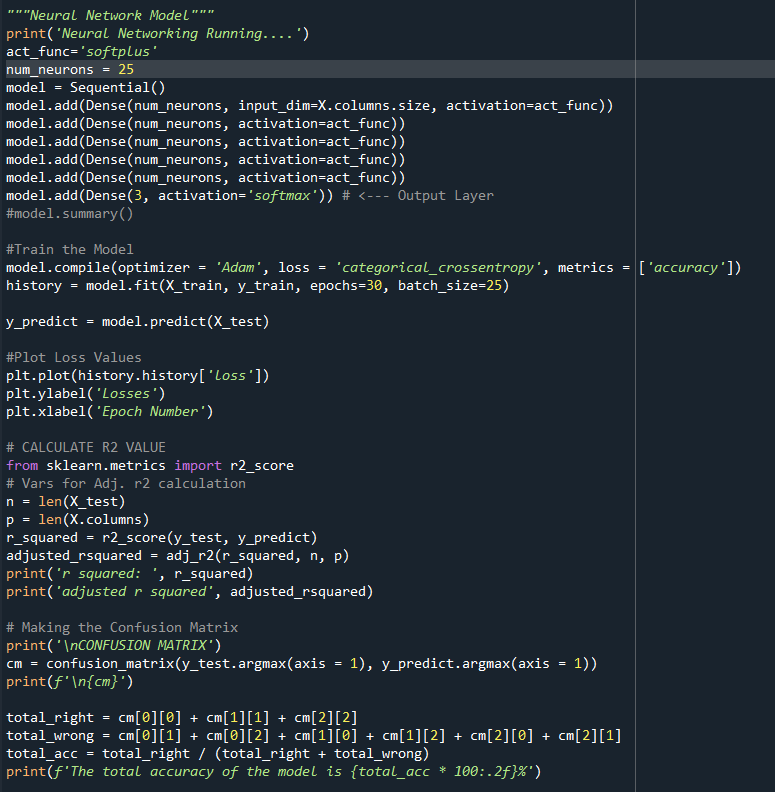 """Neural Network Model"""
print('Neural Networking Running....')
act_func='softplus'
num_neurons = 25
model = Sequential()
model.add(Dense(num_neurons, input_dim=X.columns.size, activation=act_func))
model.add(Dense(num_neurons, activation=act_func))
model.add(Dense(num_neurons, activation=act_func))
model.add(Dense(num_neurons, activation=act_func))
model.add(Dense(num_neurons, activation=act_func))
model.add(Dense(3, activation='softmax')) # <--- Output Layer
#model.summary()

#Train the Model
model.compile(optimizer = 'Adam', loss = 'categorical_crossentropy', metrics = ['accuracy'])
history = model.fit(X_train, y_train, epochs=30, batch_size=25)

y_predict = model.predict(X_test)

#Plot Loss Values
plt.plot(history.history['loss'])
plt.ylabel('Losses')
plt.xlabel('Epoch Number')

# CALCULATE R2 VALUE
from sklearn.metrics import r2_score
# Vars for Adj. r2 calculation
n = len(X_test)
p = len(X.columns)
r_squared = r2_score(y_test, y_predict)
adjusted_rsquared = adj_r2(r_squared, n, p)
print('r squared: ', r_squared)
print('adjusted r squared', adjusted_rsquared)

# Making the Confusion Matrix
print('\nCONFUSION MATRIX')
cm = confusion_matrix(y_test.argmax(axis = 1), y_predict.argmax(axis = 1))
print(f'\n{cm}')

total_right = cm[0][0] + cm[1][1] + cm[2][2]
total_wrong = cm[0][1] + cm[0][2] + cm[1][0] + cm[1][2] + cm[2][0] + cm[2][1]
total_acc = total_right / (total_right + total_wrong)
print(f'The total accuracy of the model is {total_acc * 100:.2f}%')